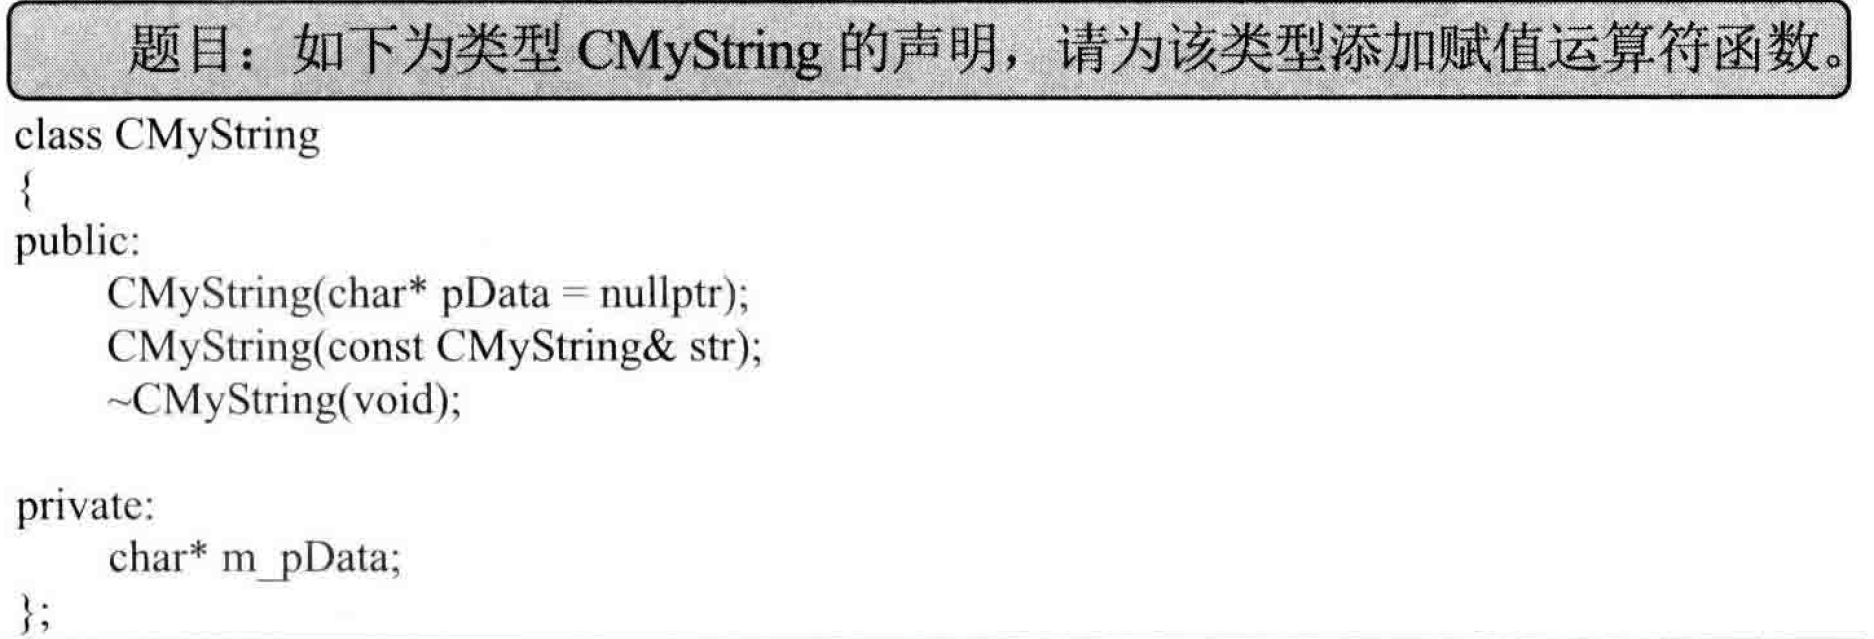 题目：如下为类型 CMyString 的声明，请为该类型添加赋值运算符函数。
class CMyString
{
public:
CMyString(char* pData = nullptr);
CMyString(const CMyString& str);
~CMyString(void);
private:
char* m_pData;
};